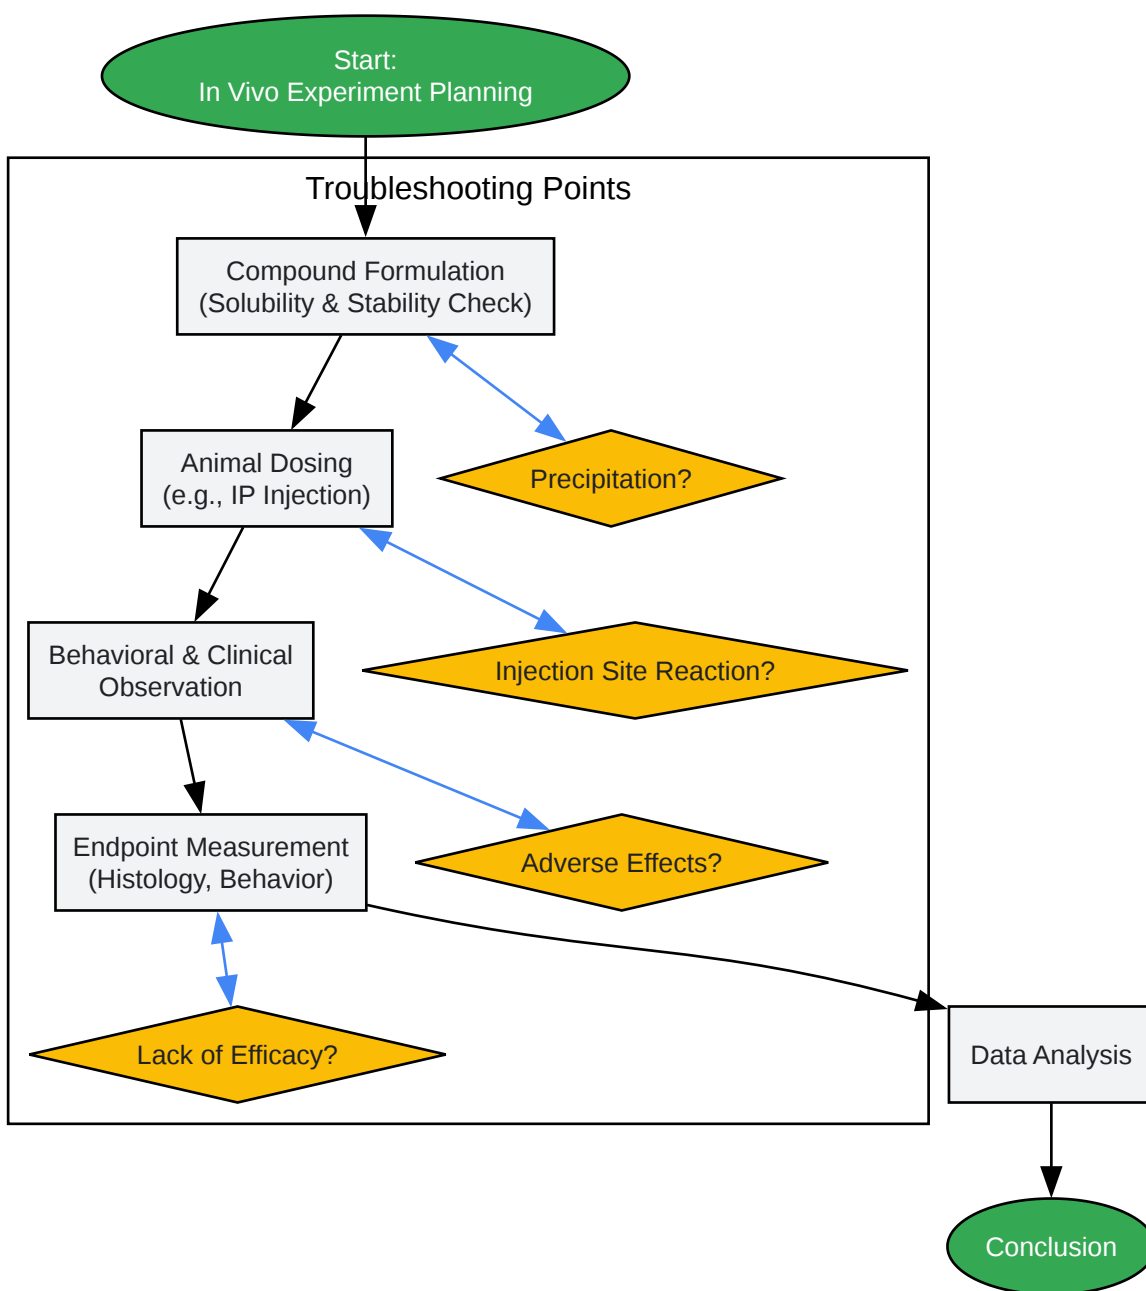 Start:
In Vivo Experiment Planning
Troubleshooting Points
Compound Formulation
(Solubility & Stability Check)
Animal Dosing
(e.g., IP Injection)
Precipitation?
Behavioral & Clinical
Observation
Injection Site Reaction?
Endpoint Measurement
(Histology, Behavior)
Adverse Effects?
Lack of Efficacy?
Data Analysis
Conclusion